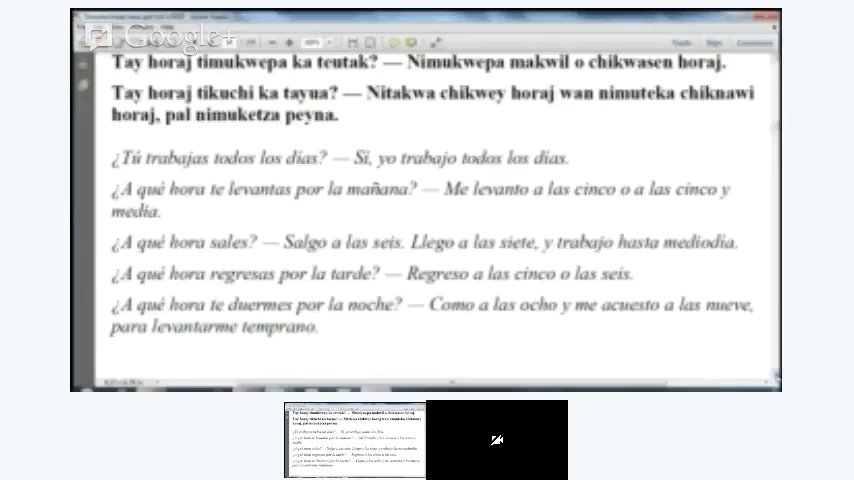 Google+
Tay horaj timukwepa ka teutak? — Nimukwepa makwil o chikwasen horaj.
Tay horaj tikuchi ka tayua? — Nitakwa chikwey horaj wan nimuteka chiknawi
horaj, pal nimuketza peyna.
¿Tú trabajas todos los días? — Sí, yo trabajo todos los días.
¿A qué hora te levantas por la mañana? — Me levanto a las cinco o a las cinco y
media.
¿A qué hora sales? — Salgo a las seis. Llego a las siete, y trabajo hasta mediodía.
¿A qué hora regresas por la tarde? — Regreso a las cinco o las seis.
¿A qué hora te duermes por la noche? — Como a las ocho y me acuesto a las nueve,
para levantarme temprano.